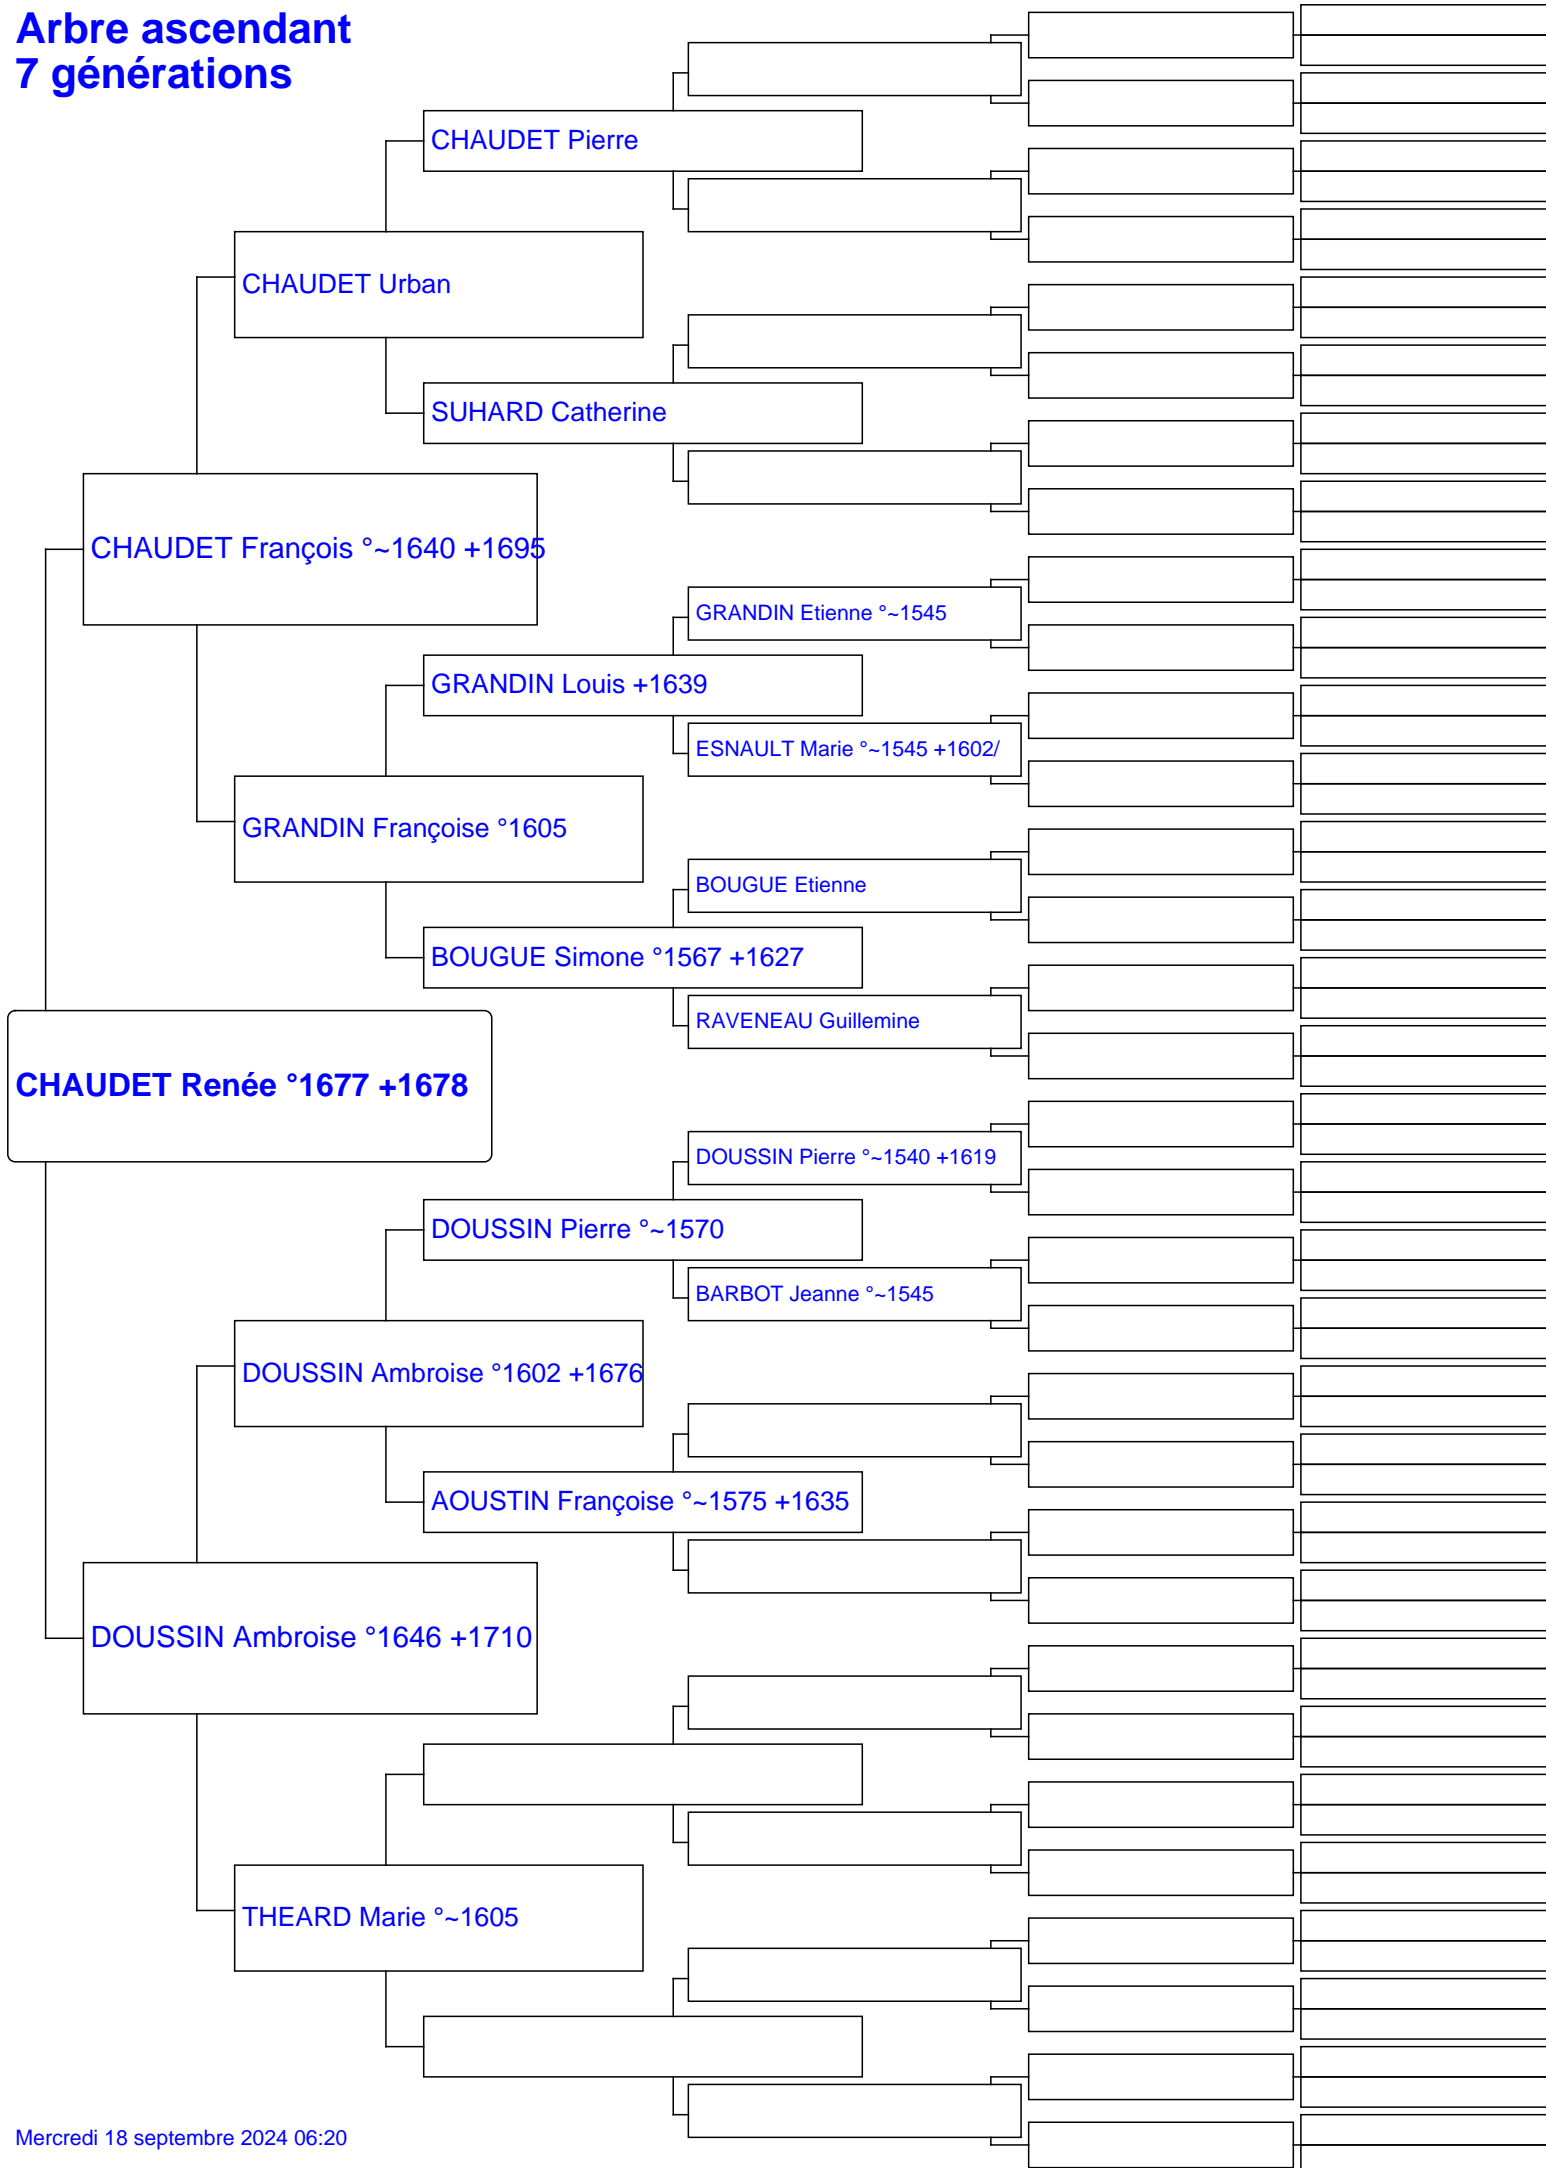 Arbre ascendant
7 générations
CHAUDET Pierre
CHAUDET Urban
SUHARD Catherine
CHAUDET François °~1640 +1695
GRANDIN Etienne °~1545
GRANDIN Louis +1639
ESNAULT Marie °~1545 +1602/
GRANDIN Françoise °1605
BOUGUE Etienne
BOUGUE Simone °1567 +1627
RAVENEAU Guillemine
CHAUDET Renée °1677 +1678
DOUSSIN Pierre °~1540 +1619
DOUSSIN Pierre °~1570
BARBOT Jeanne °~1545
DOUSSIN Ambroise °1602 +1676
AOUSTIN Françoise °~1575 +1635
DOUSSIN Ambroise °1646 +1710
THEARD Marie °~1605
Mercredi 18 septembre 2024 06:20